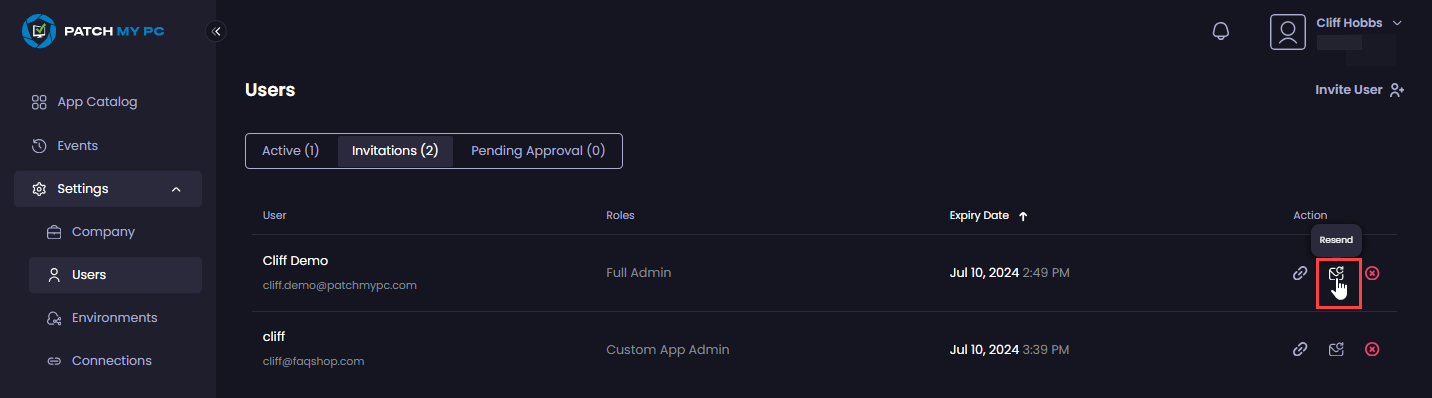 PATCH MY PC
Cliff Hobbs
App Catalog
Events
Settings
Company
Users
Environments
Connections
Users
Invite User
Active (1)
Invitations (2)
Pending Approval (0)
User
Roles
Expiry Date
Action
Resend
Cliff Demo
cliff.demo@patchmypc.com
Full Admin
Jul 10, 2024 2:49 PM
cliff
cliff@faqshop.com
Custom App Admin
Jul 10, 2024 3:39 PM